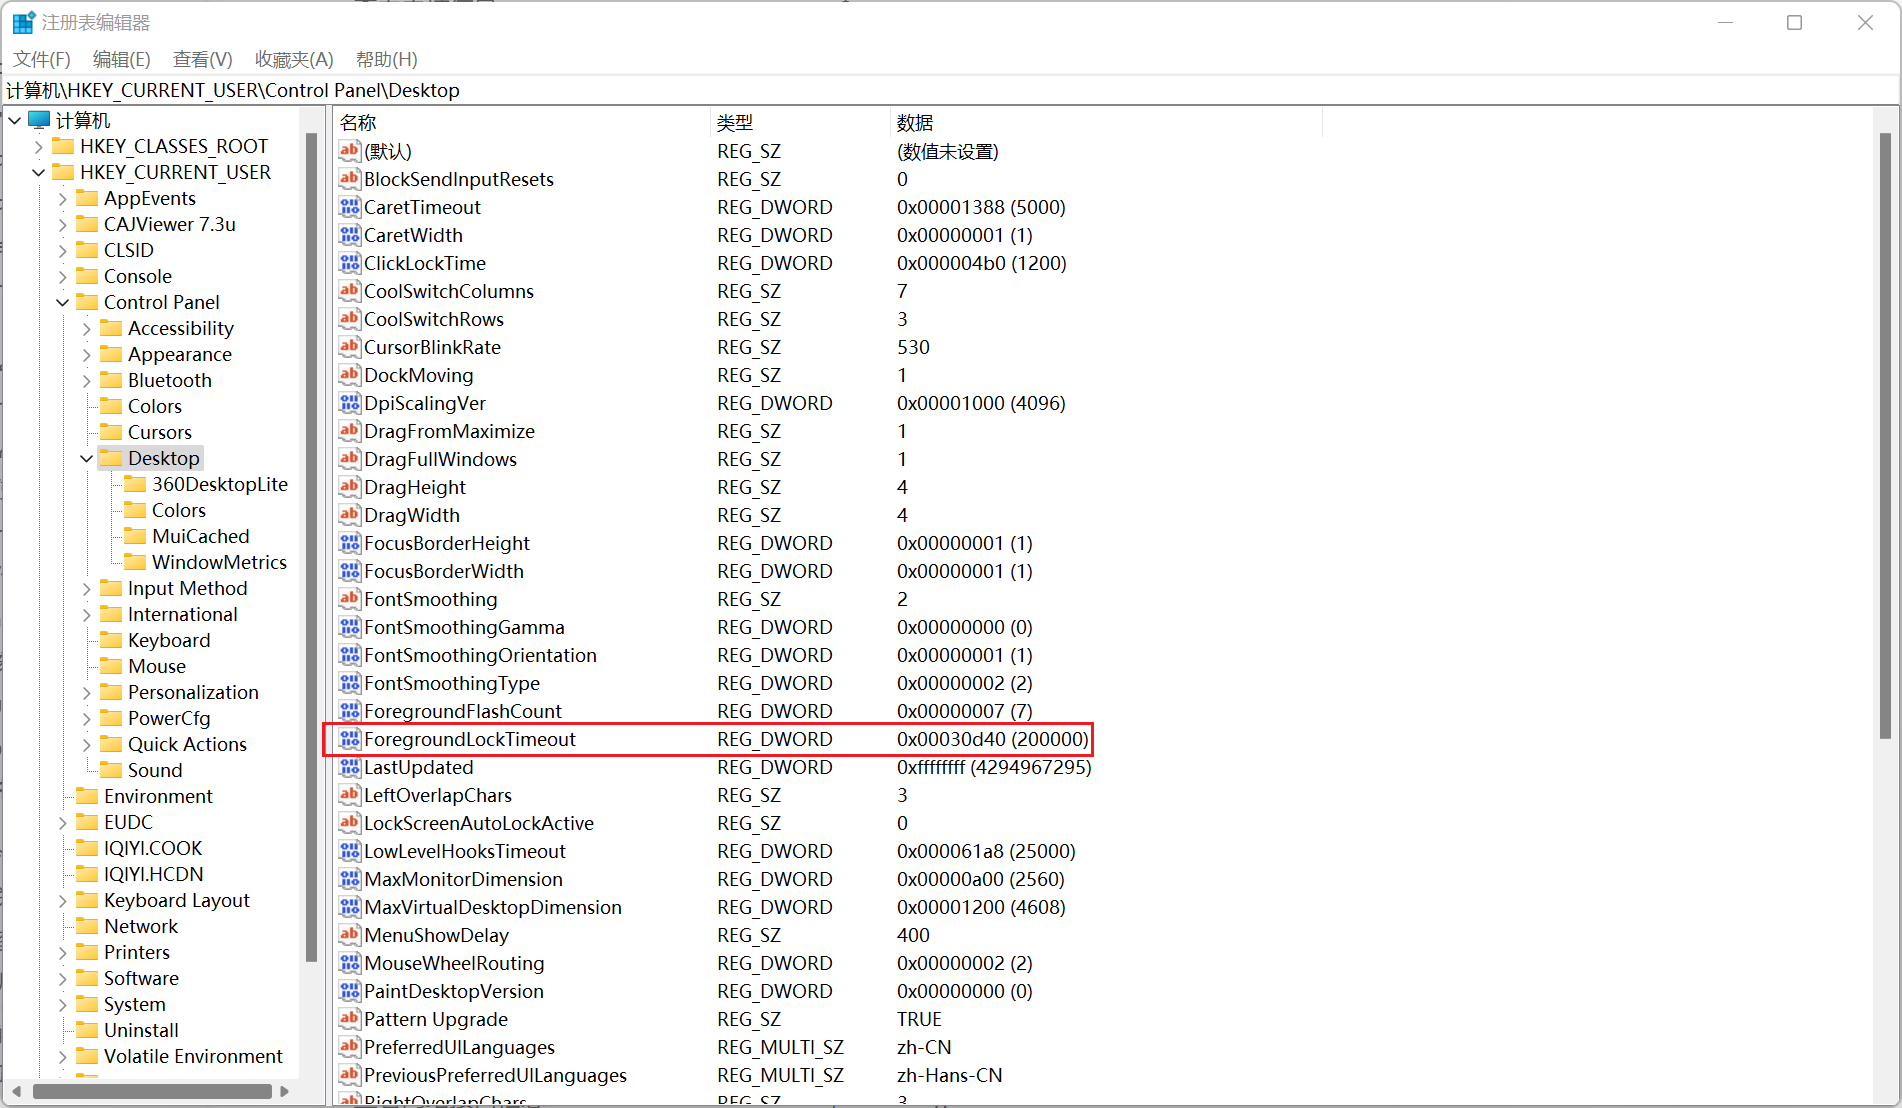 注册表编辑器
文件(F) 编辑(E) 查看(V) 收藏夹(A) 帮助(H)
计算机\HKEY_CURRENT_USER\Control Panel\Desktop
计算机
HKEY_CLASSES_ROOT
HKEY_CURRENT_USER
AppEvents
CAJViewer 7.3u
CLSID
Console
Control Panel
Accessibility
Appearance
Bluetooth
Colors
Cursors
Desktop
360DesktopLite
Colors
MuiCached
WindowMetrics
Input Method
International
Keyboard
Mouse
Personalization
PowerCfg
Quick Actions
Sound
Environment
EUDC
IQIYI.COOK
IQIYI.HCDN
Keyboard Layout
Network
Printers
Software
System
Uninstall
Volatile Environment
名称 类型 数据
(默认) REG_SZ (数值未设置)
BlockSendInputResets REG_SZ 0
CaretTimeout REG_DWORD 0x00001388 (5000)
CaretWidth REG_DWORD 0x00000001 (1)
ClickLockTime REG_DWORD 0x000004b0 (1200)
CoolSwitchColumns REG_SZ 7
CoolSwitchRows REG_SZ 3
CursorBlinkRate REG_SZ 530
DockMoving REG_SZ 1
DpiScalingVer REG_DWORD 0x00001000 (4096)
DragFromMaximize REG_SZ 1
DragFullWindows REG_SZ 1
DragHeight REG_SZ 4
DragWidth REG_SZ 4
FocusBorderHeight REG_DWORD 0x00000001 (1)
FocusBorderWidth REG_DWORD 0x00000001 (1)
FontSmoothing REG_SZ 2
FontSmoothingGamma REG_DWORD 0x00000000 (0)
FontSmoothingOrientation REG_DWORD 0x00000001 (1)
FontSmoothingType REG_DWORD 0x00000002 (2)
ForegroundFlashCount REG_DWORD 0x00000007 (7)
ForegroundLockTimeout REG_DWORD 0x00030d40 (200000)
LastUpdated REG_DWORD 0xffffffff (4294967295)
LeftOverlapChars REG_SZ 3
LockScreenAutoLockActive REG_SZ 0
LowLevelHooksTimeout REG_DWORD 0x000061a8 (25000)
MaxMonitorDimension REG_DWORD 0x00000a00 (2560)
MaxVirtualDesktopDimension REG_DWORD 0x00001200 (4608)
MenuShowDelay REG_SZ 400
MouseWheelRouting REG_DWORD 0x00000002 (2)
PaintDesktopVersion REG_DWORD 0x00000000 (0)
Pattern Upgrade REG_SZ TRUE
PreferredUILanguages REG_MULTI_SZ zh-CN
PreviousPreferredUILanguages REG_MULTI_SZ zh-Hans-CN
RightOverlapChars REG_SZ 3